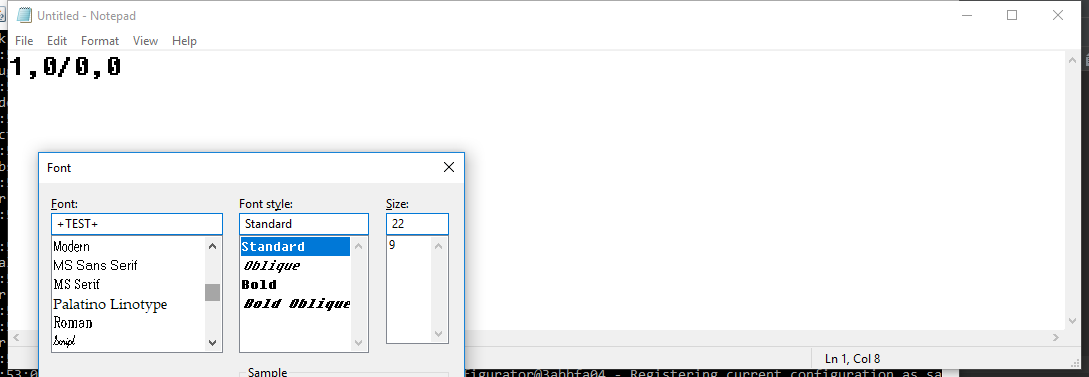 Untitled - Notepad
File Edit Format View Help
1,0/0,0
Font
Font: Font style: Size:
+TEST+ Standard 22
Modern Standard 9
MS Sans Serif Oblique
MS Serif Bold
Palatino Linotype Bold Oblique
Roman
Script
Ln 1, Col 8
Sample
:53:0 figurator@3abbfa04 - Registering current configuration as sa